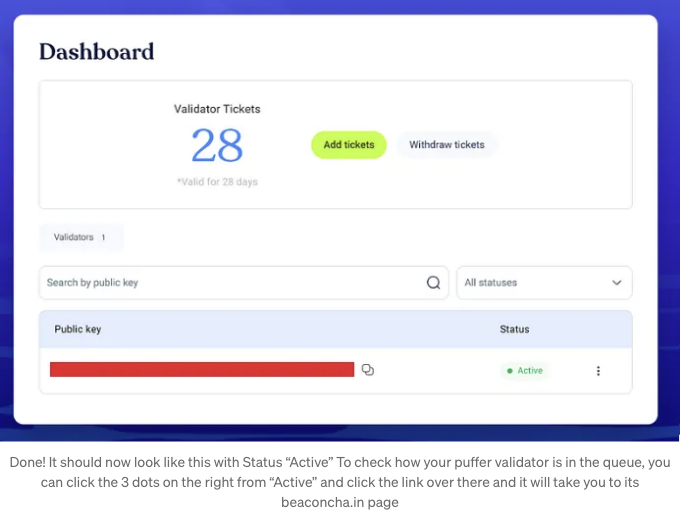 Dashboard
Validator Tickets
28
*Valid for 28 days
Add tickets
Withdraw tickets
Validators 1
Search by public key
All statuses
Public key
Status
Active
Done! It should now look like this with Status “Active” To check how your puffer validator is in the queue, you
can click the 3 dots on the right from “Active” and click the link over there and it will take you to its
beaconcha.in page